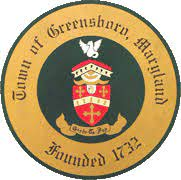 Town of Greensboro, Maryland
Founded 1732